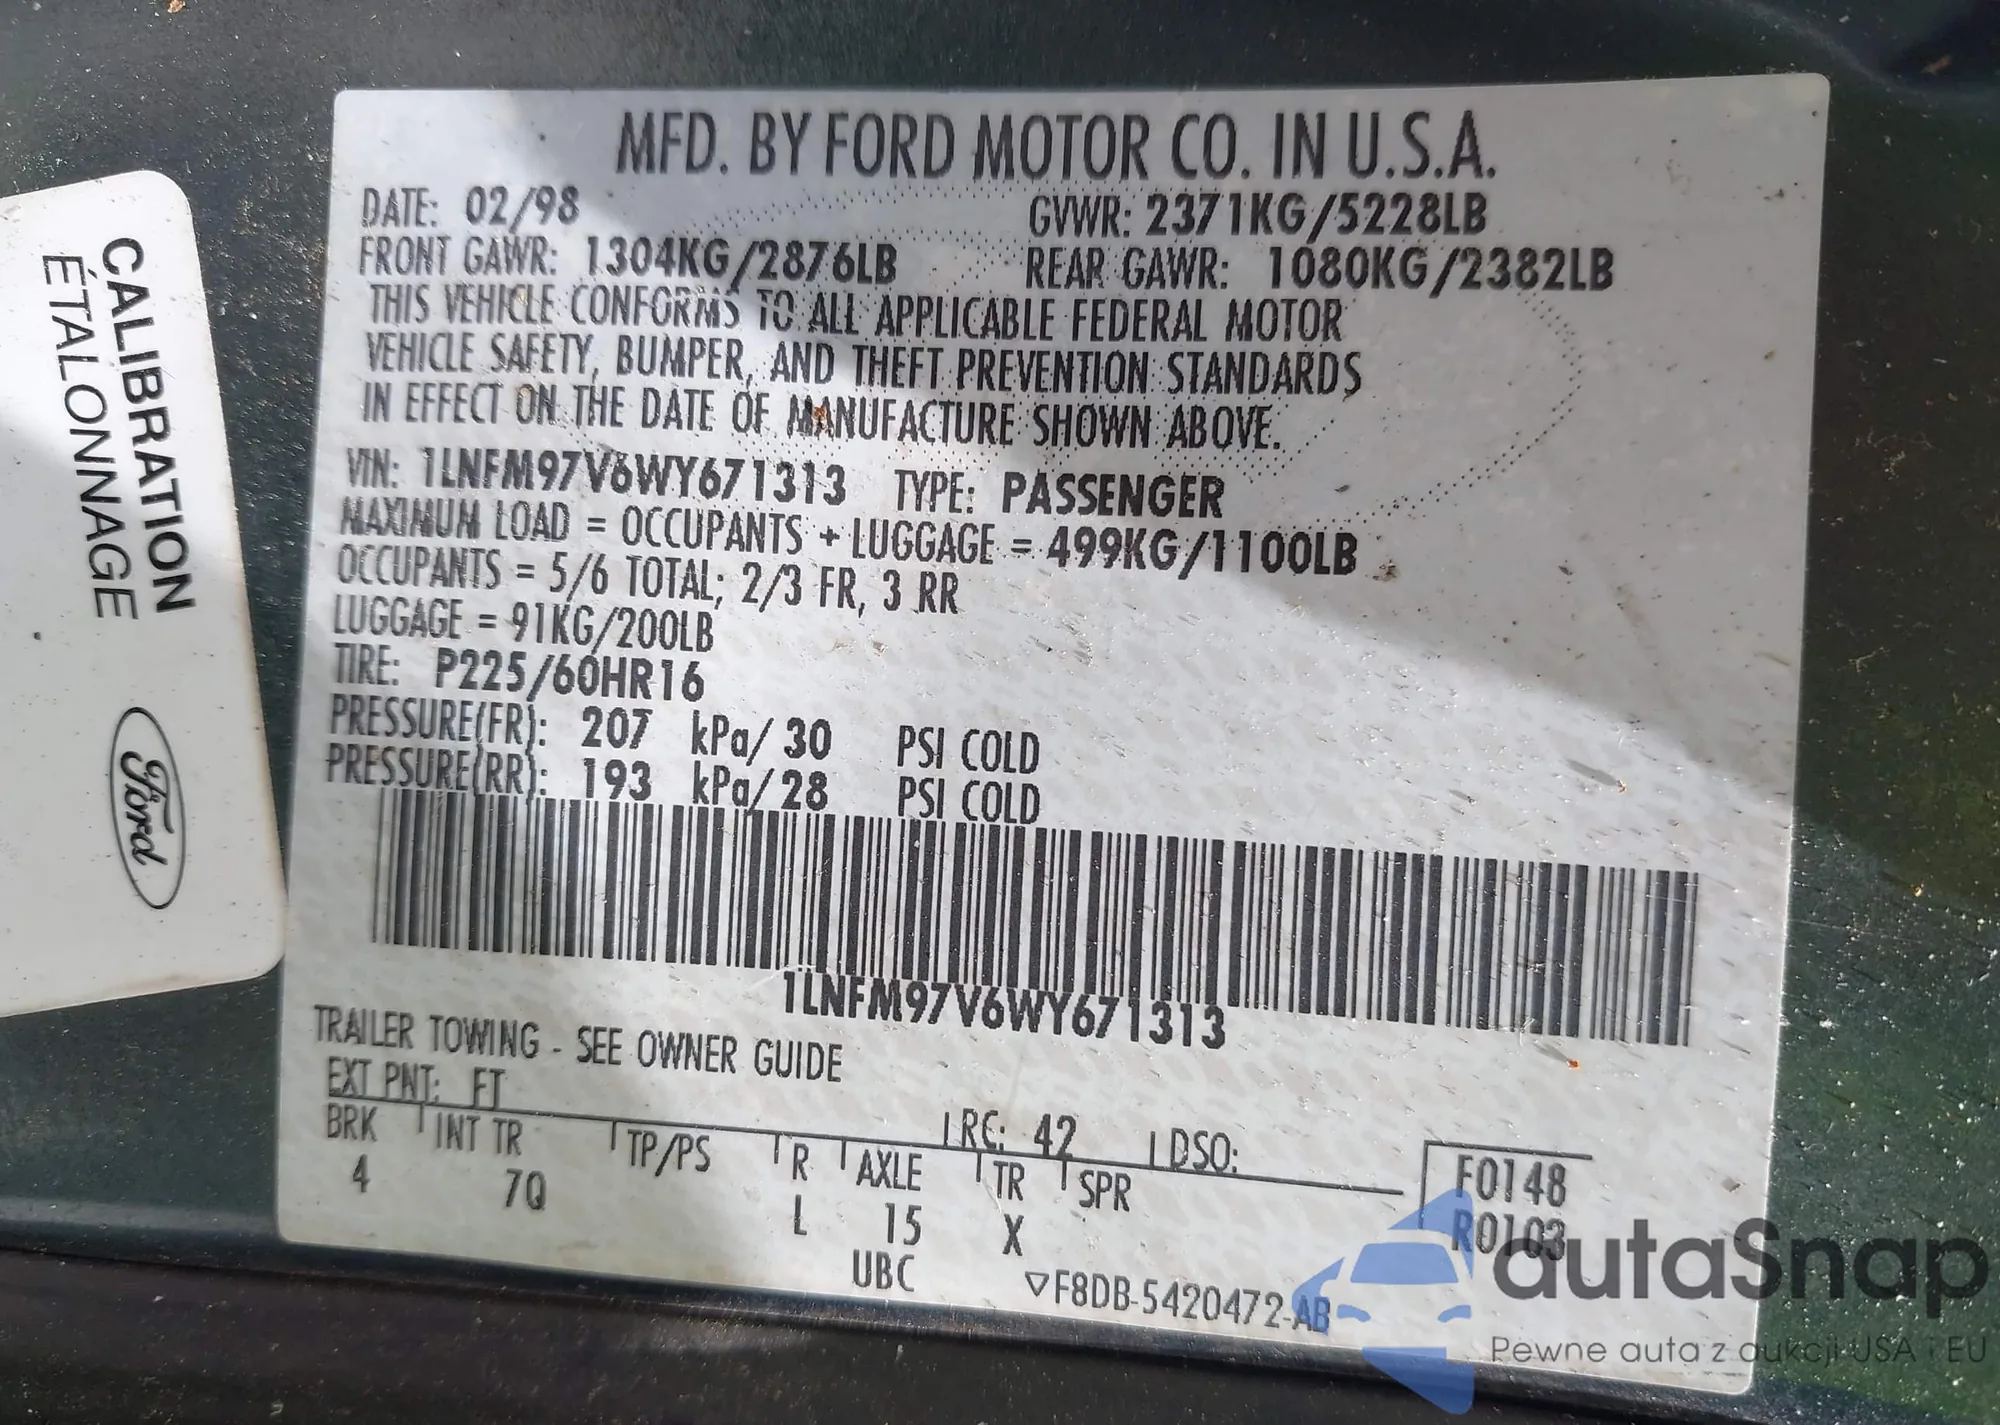 MFD. BY FORD MOTOR CO. IN U.S.A.
DATE: 02/98 GVWR: 2371KG/5228LB
FRONT GAWR: 1304KG/2876LB REAR GAWR: 1080KG/2382LB
THIS VEHICLE CONFORMS TO ALL APPLICABLE FEDERAL MOTOR
VEHICLE SAFETY, BUMPER, AND THEFT PREVENTION STANDARDS
IN EFFECT ON THE DATE OF MANUFACTURE SHOWN ABOVE.
VIN: 1LNFM97V6WY671313 TYPE: PASSENGER
MAXIMUM LOAD = OCCUPANTS + LUGGAGE = 499KG/1100LB
OCCUPANTS = 5/6 TOTAL; 2/3 FR, 3 RR
LUGGAGE = 91KG/200LB
TIRE: P225/60HR16
PRESSURE(FR): 207 kPa/ 30 PSI COLD
PRESSURE(RR): 193 kPa/28 PSI COLD
1LNFM97V6WY671313
TRAILER TOWING - SEE OWNER GUIDE
EXT PNT: FT RC: 42 DSO:
BRK INT TR TP/PS R AXLE TR SPR F0148
4 7Q L 15 X R0103
UBC ▽F8DB-5420472-AB
CALIBRATION
ÉTALONNAGE
Ford
autaSnap
Pewne auta z aukcji USA i EU